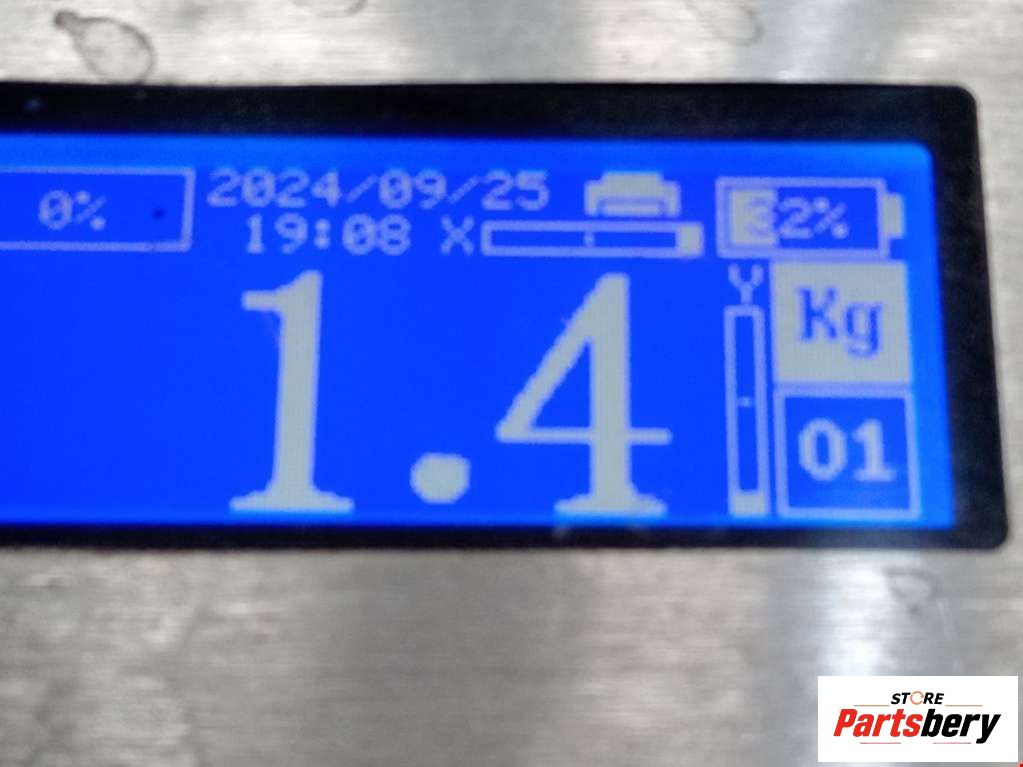 0% 2024/09/25 32%
19:08 X
Y
Kg
1.4
01
STORE
Partsbery